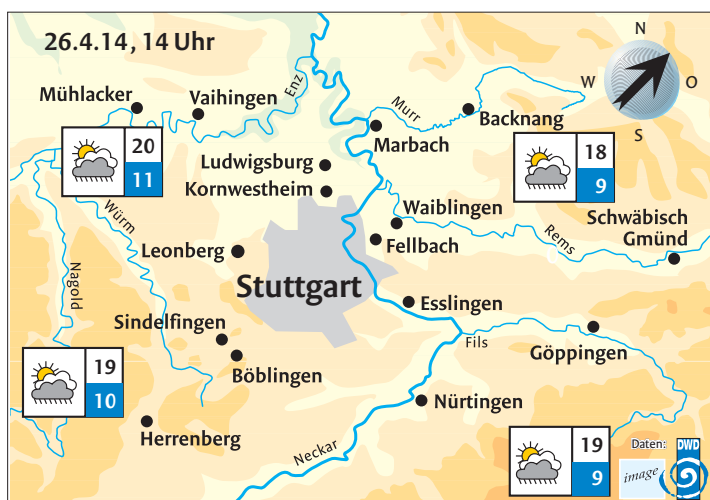 26.4.14, 14 Uhr
N
W
O
S
Mühlacker
Vaihingen
Enz
Murr
Backnang
Marbach
20
11
18
9
Ludwigsburg
Kornwestheim
Würm
Waiblingen
Rems
Schwäbisch
Gmünd
Leonberg
Fellbach
Nagold
Stuttgart
Esslingen
Sindelfingen
Fils
Göppingen
19
10
Böblingen
Nürtingen
Herrenberg
Neckar
19
9
Daten:
DWD
image